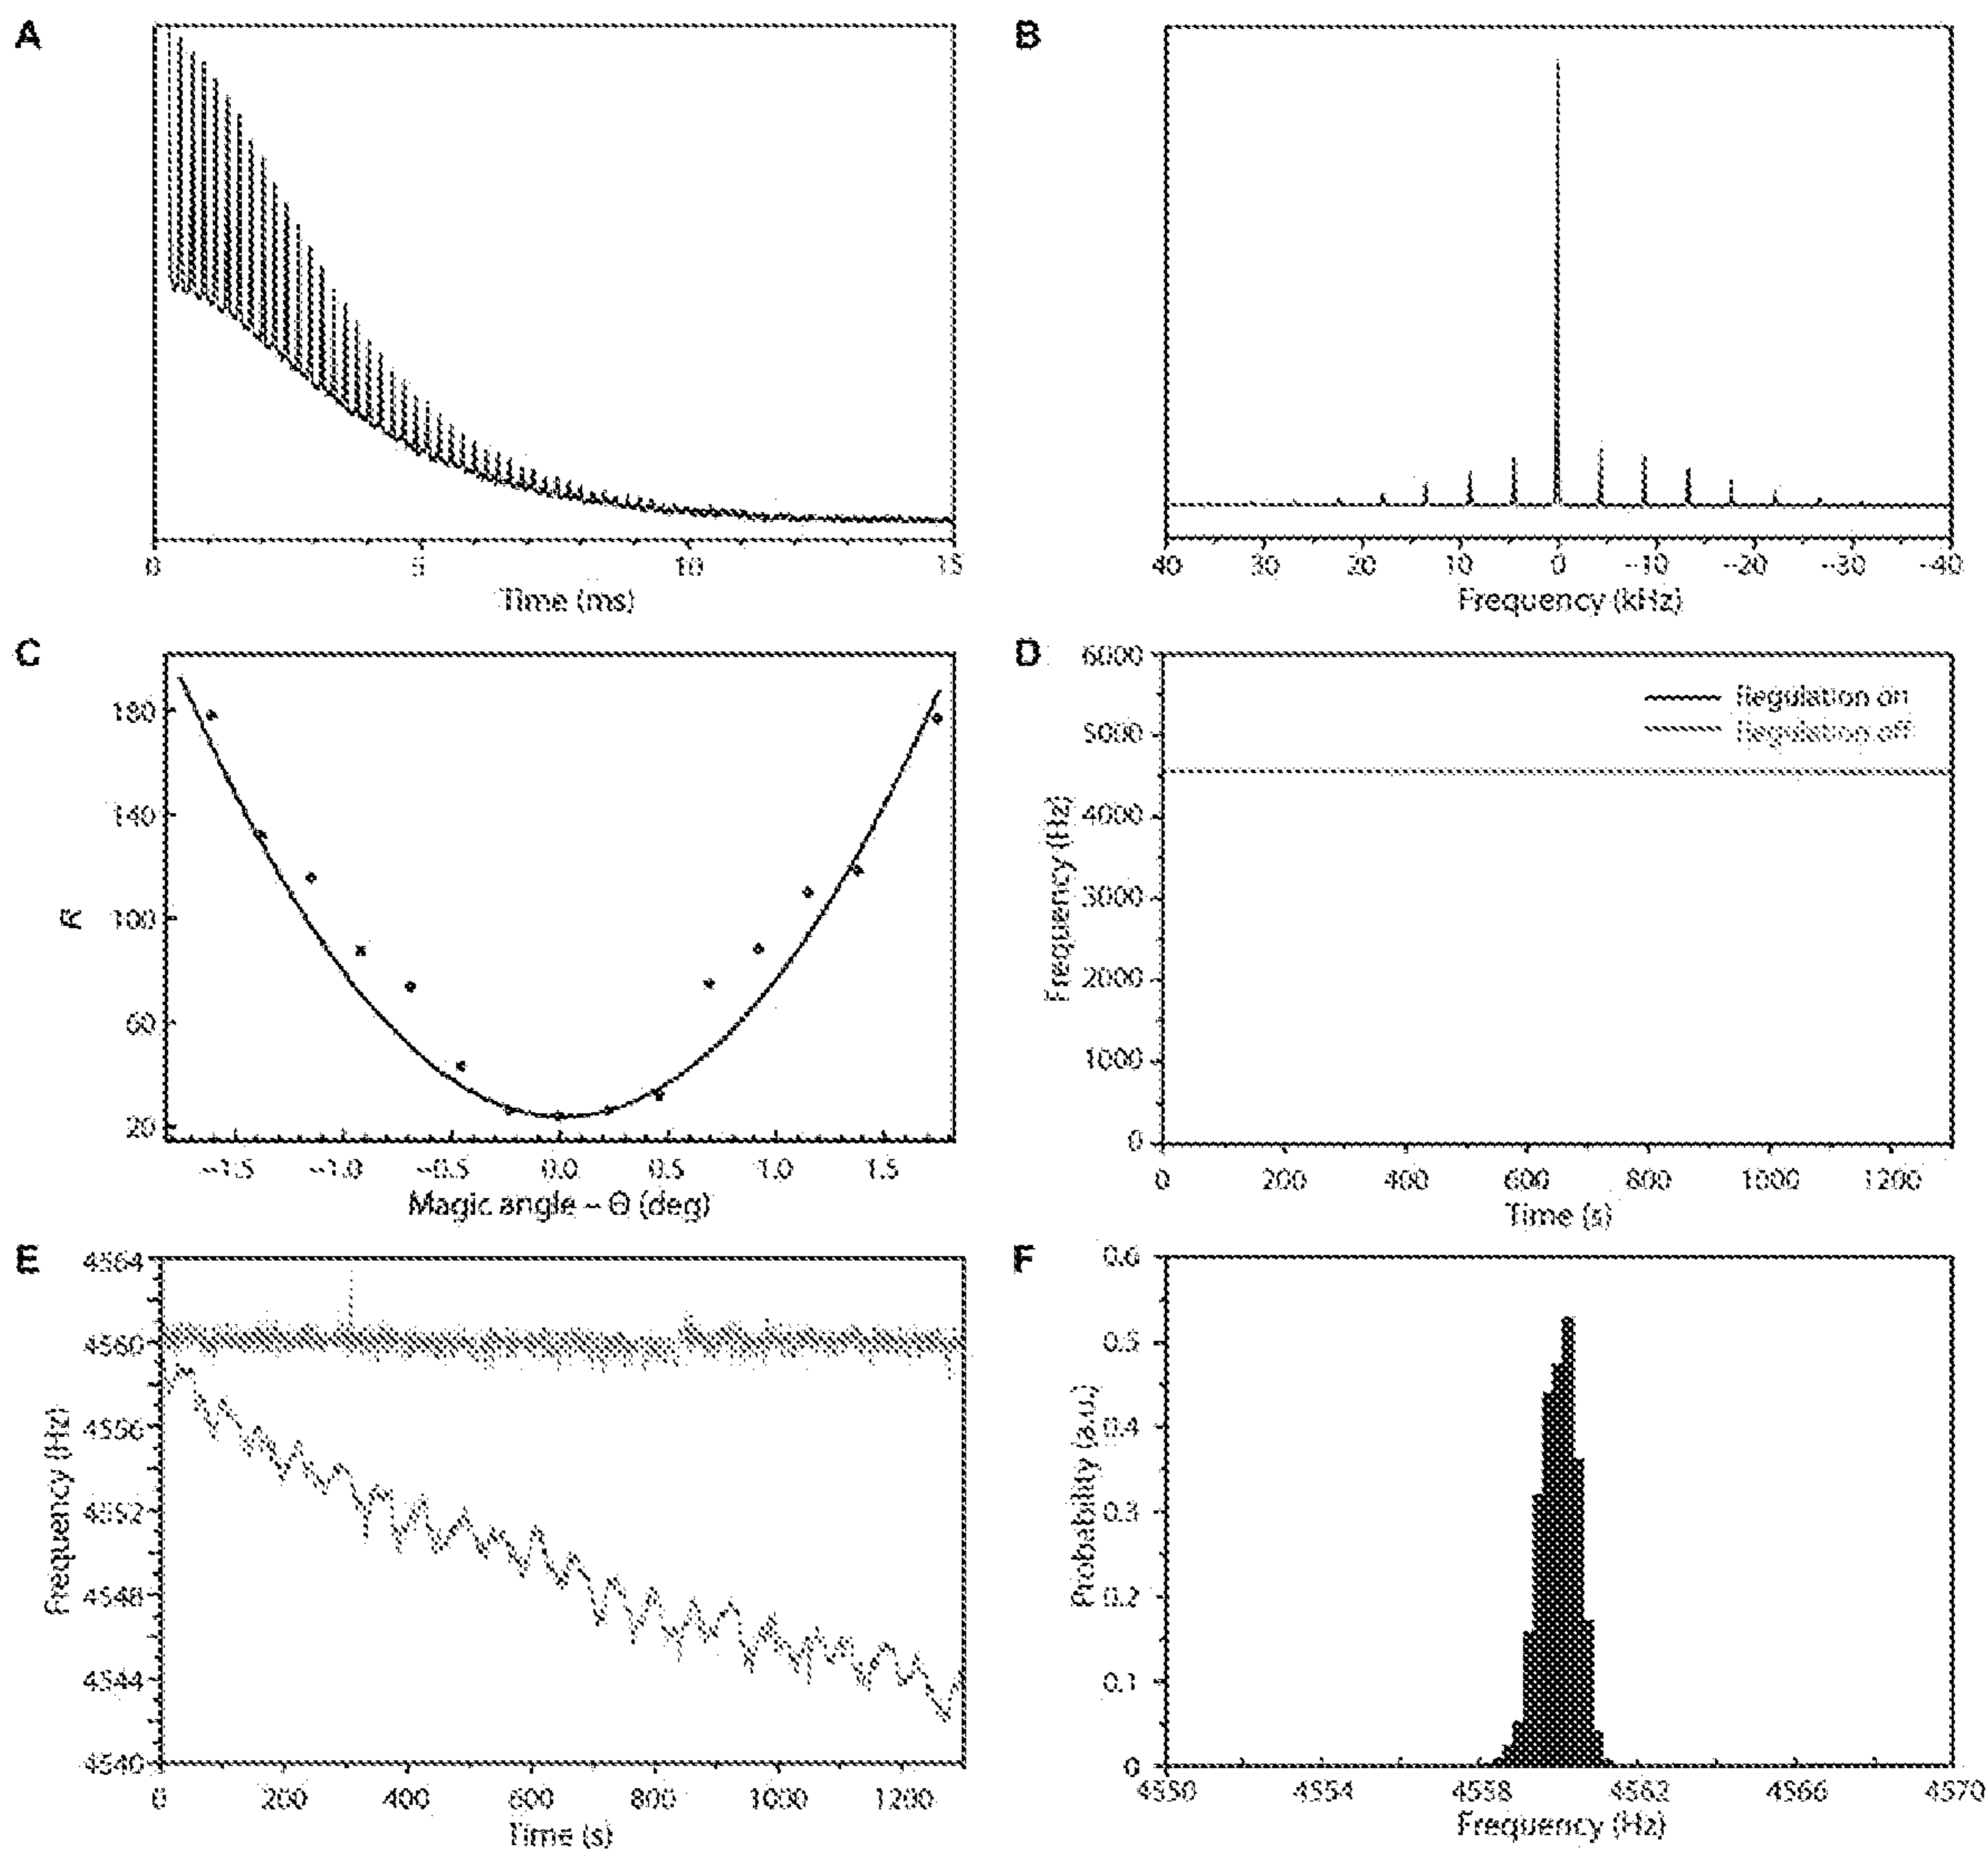 A
0 5 10 15
Time (ms)
B
40 30 20 10 0 -10 -20 -30 -40
Frequency (kHz)
C
180
140
100
60
20
R
-1.5 -1.0 -0.5 0.0 0.5 1.0 1.5
Magic angle – Θ (deg)
D
6000
5000
4000
3000
2000
1000
0
Frequency (Hz)
Regulation on
Regulation off
0 200 400 600 800 1000 1200
Time (s)
E
4564
4560
4556
4552
4548
4544
4540
Frequency (Hz)
0 200 400 600 800 1000 1200
Time (s)
F
0.6
0.5
0.4
0.3
0.2
0.1
0
Probability (a.u.)
4550 4554 4558 4562 4566 4570
Frequency (Hz)